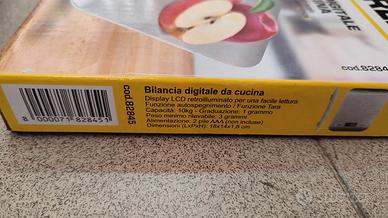 DIGITALE
CUCINA
cod.8284
cod.82845
Bilancia digitale da cucina
Display LCD retroilluminato per una facile lettura
Funzione autospegnimento / Funzione Tara
Capacità: 10kg - Graduazione: 1 grammo
Peso minimo rilevabile: 3 grammi
Alimentazione: 2 pile AAA (non incluse)
Dimensioni (LxPxH): 18x14x1,8 cm
8 000071 828451